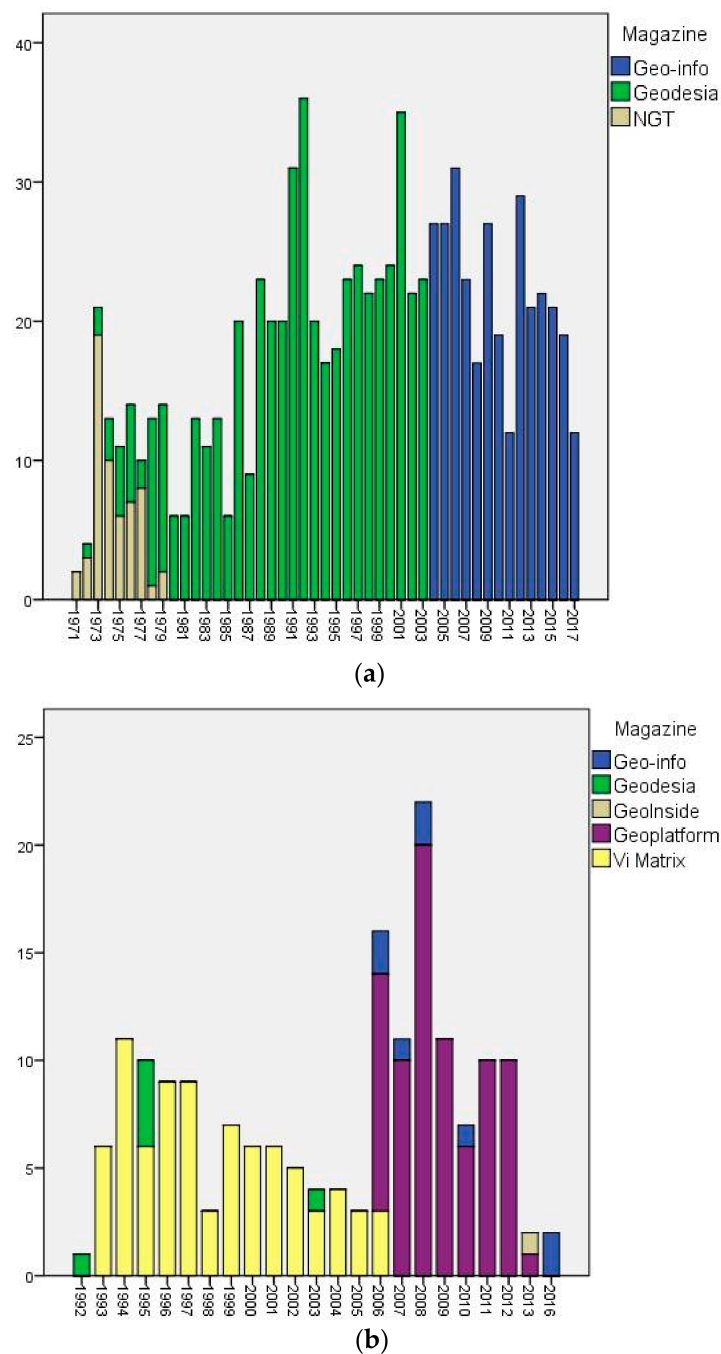 Magazine
Geo-info
Geodesia
NGT
40
30
20
10
0
1971 1973 1975 1977 1979 1981 1983 1985 1987 1989 1991 1993 1995 1997 1999 2001 2003 2005 2007 2009 2011 2013 2015 2017
(a)
Magazine
Geo-info
Geodesia
GeoInside
Geoplatform
Vi Matrix
25
20
15
10
5
0
1992 1993 1994 1995 1996 1997 1998 1999 2000 2001 2002 2003 2004 2005 2006 2007 2008 2009 2010 2011 2012 2013 2016
(b)